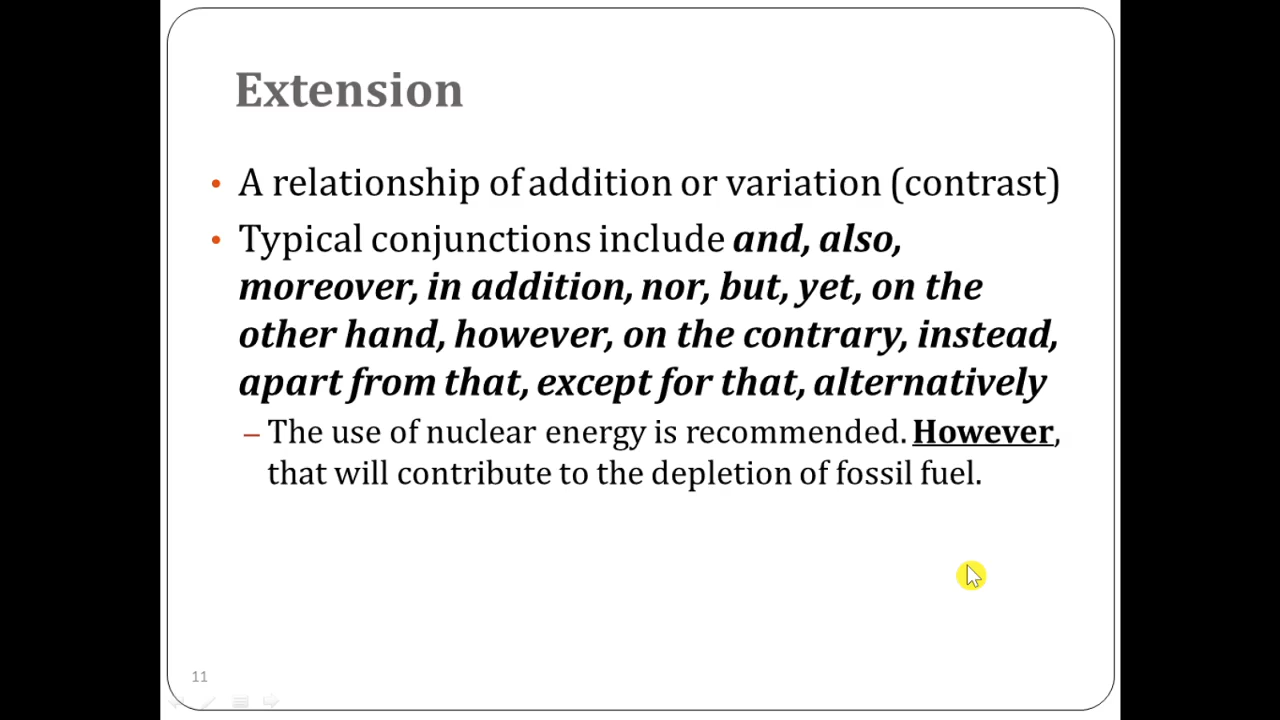 Extension
• A relationship of addition or variation (contrast)
• Typical conjunctions include and, also,
moreover, in addition, nor, but, yet, on the
other hand, however, on the contrary, instead,
apart from that, except for that, alternatively
– The use of nuclear energy is recommended. However,
that will contribute to the depletion of fossil fuel.
11